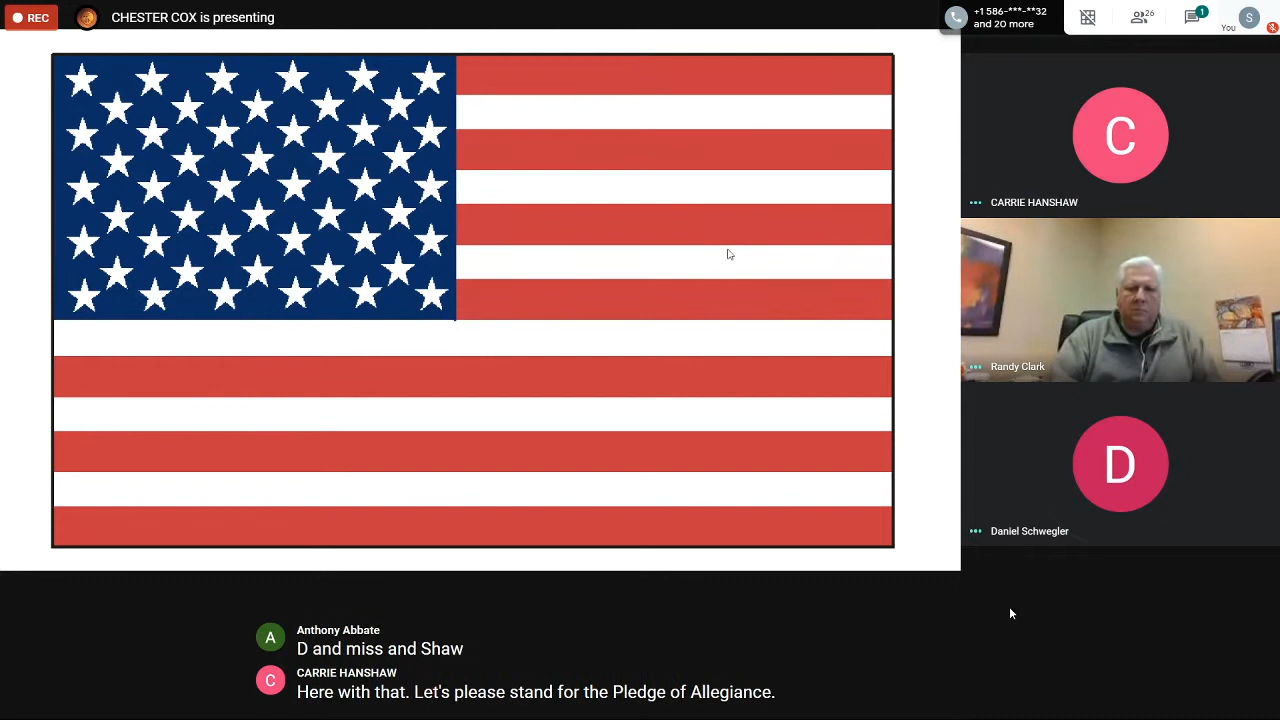 REC
CHESTER COX is presenting
+1 586-***-**32
and 20 more
26
1
S
You
C
CARRIE HANSHAW
Randy Clark
D
Daniel Schwegler
A
Anthony Abbate
D and miss and Shaw
C
CARRIE HANSHAW
Here with that. Let's please stand for the Pledge of Allegiance.